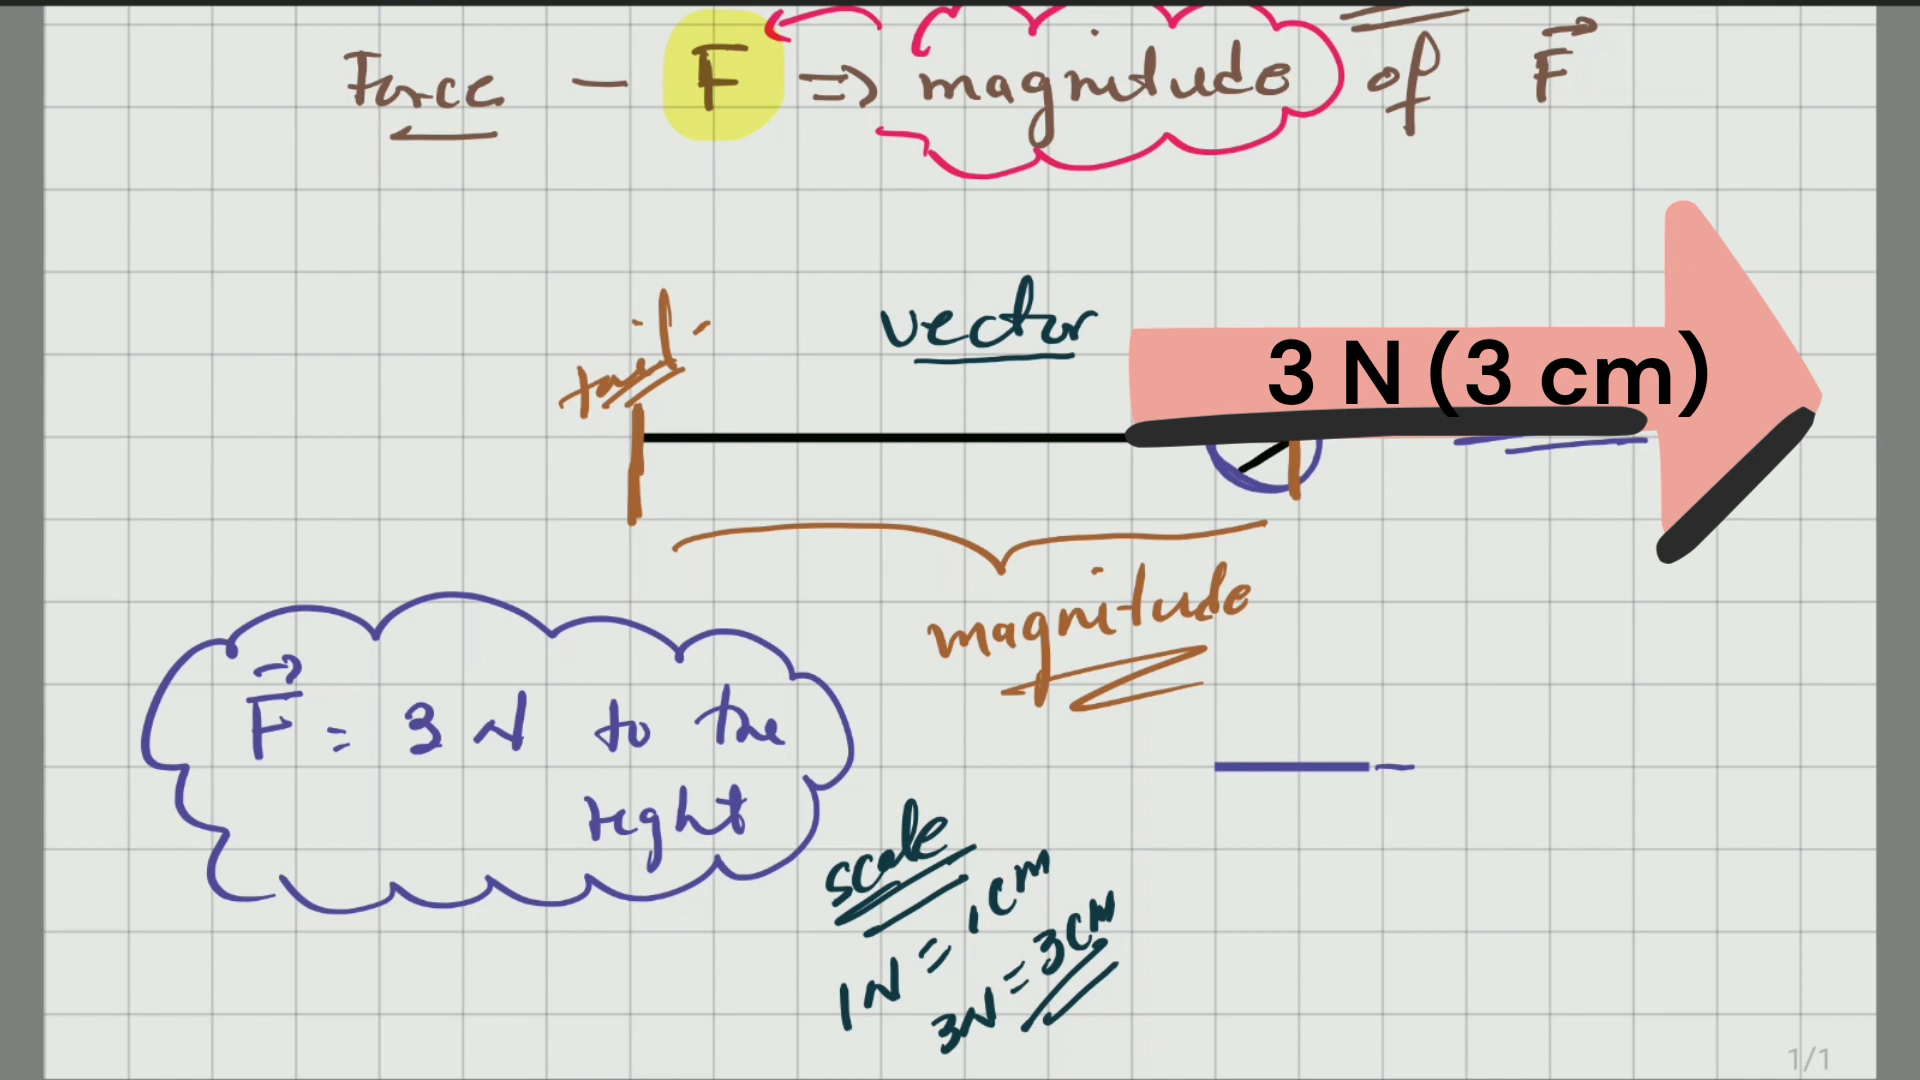 Force - F ⇒ magnitude of F⃗
vector
tail
3 N (3 cm)
magnitude
F⃗ = 3 N to the
right
scale
1N = 1cm
3N = 3cm
1/1